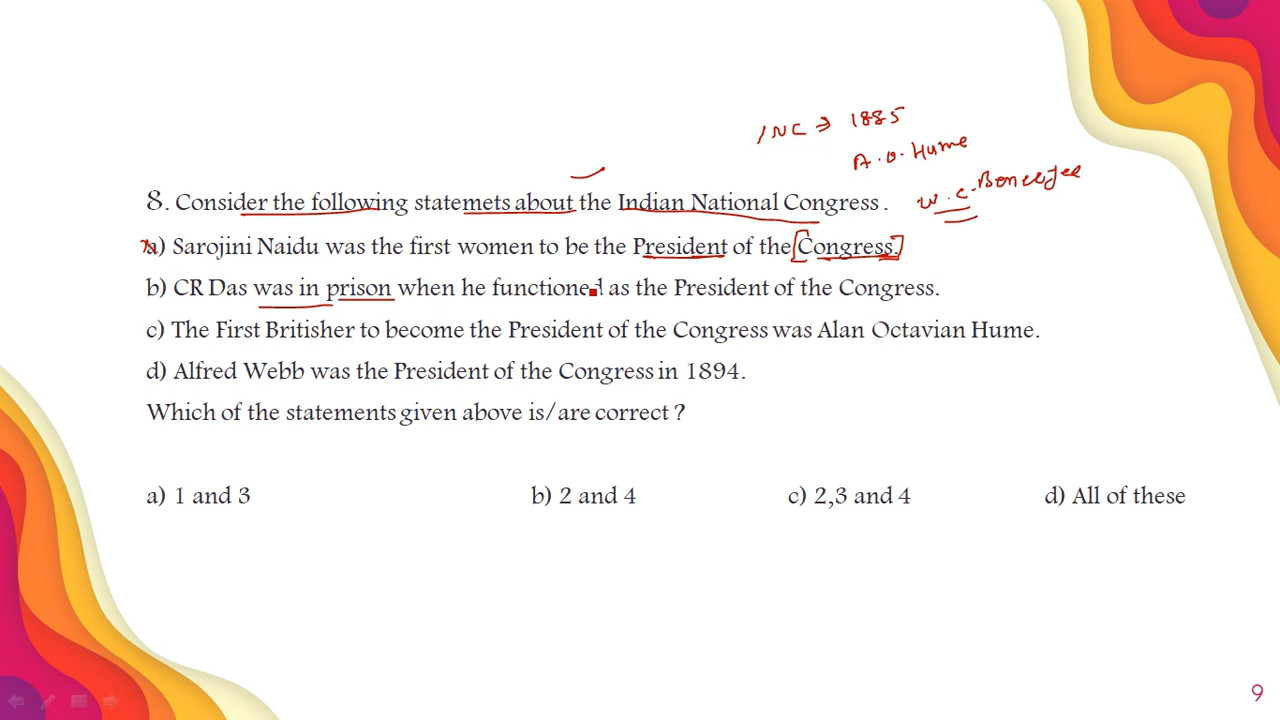 INC ⇒ 1885
A.O. Hume
W.C. Bonerjee
8. Consider the following statemets about the Indian National Congress .
a) Sarojini Naidu was the first women to be the President of the [Congress.]
b) CR Das was in prison when he functioned as the President of the Congress.
c) The First Britisher to become the President of the Congress was Alan Octavian Hume.
d) Alfred Webb was the President of the Congress in 1894.
Which of the statements given above is/are correct ?
a) 1 and 3 b) 2 and 4 c) 2,3 and 4 d) All of these
9